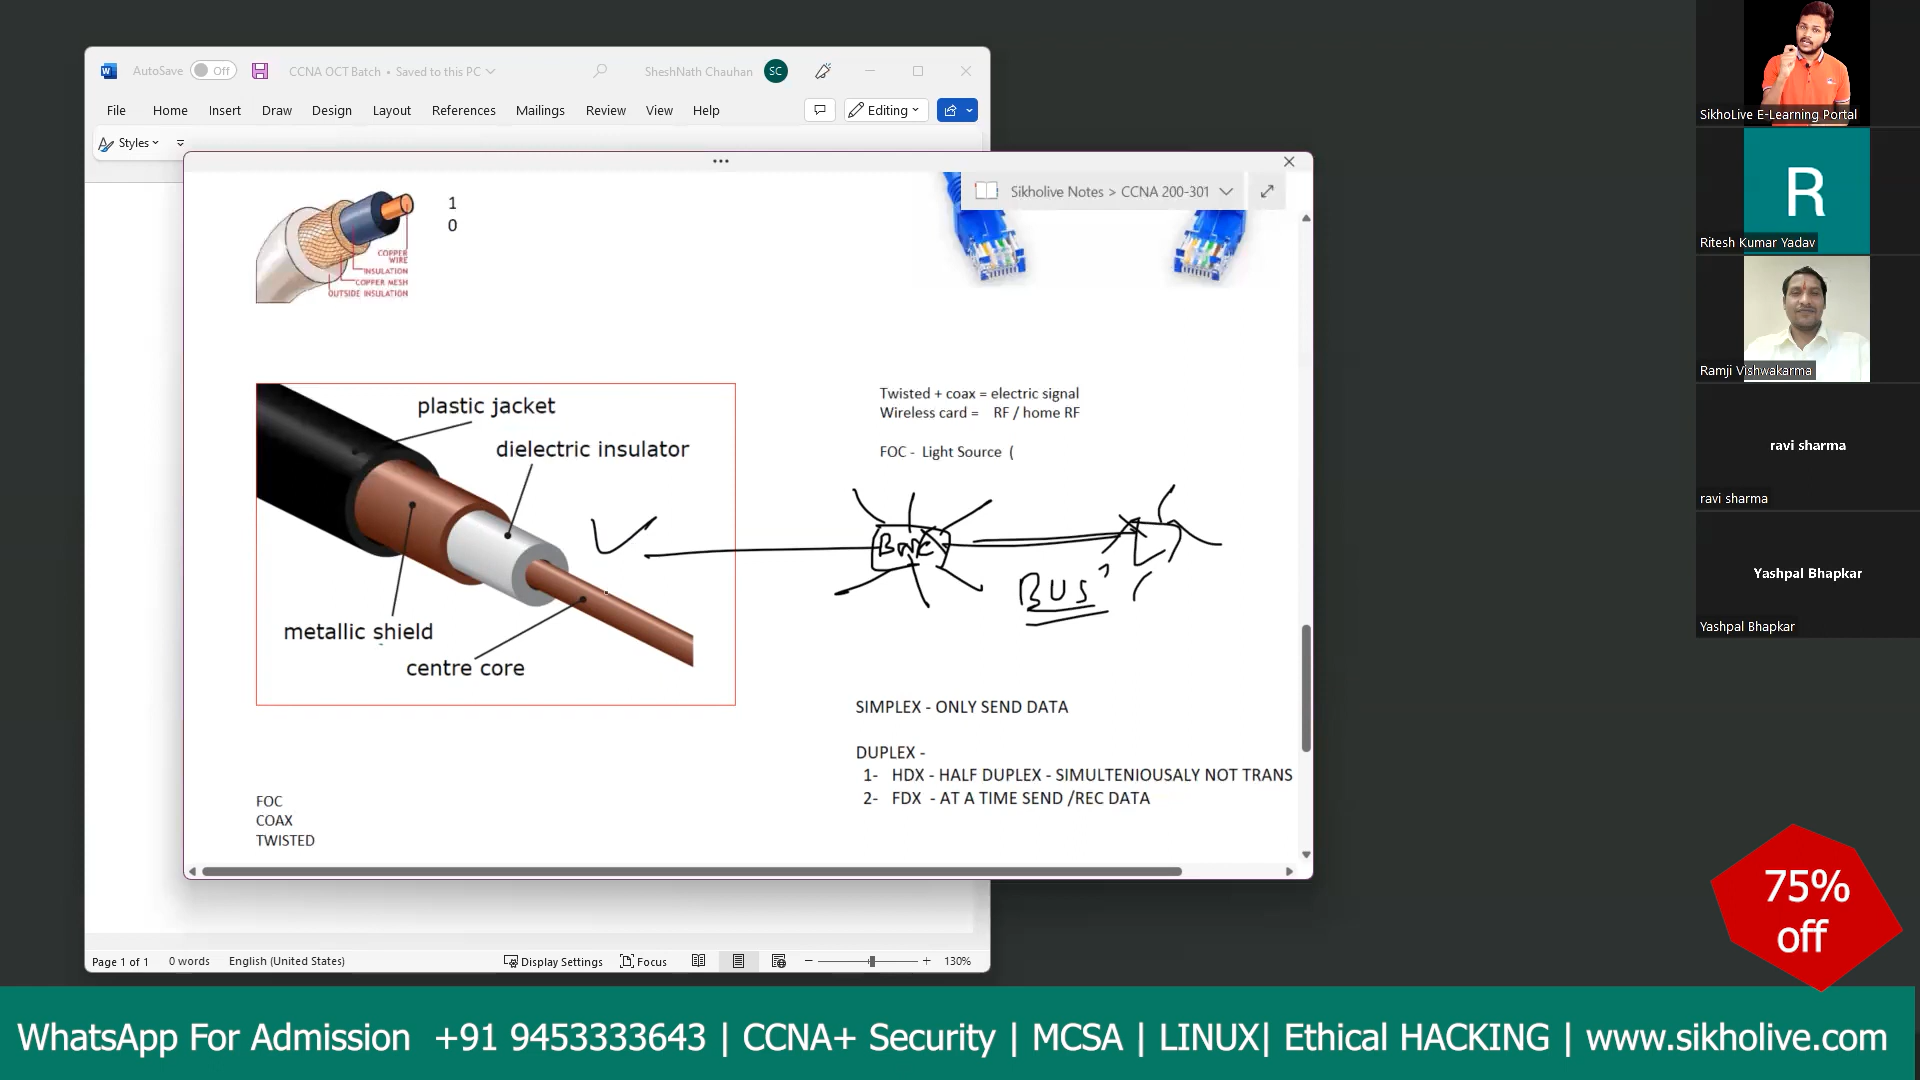 AutoSave Off CCNA OCT Batch • Saved to this PC SheshNath Chauhan SC
File Home Insert Draw Design Layout References Mailings Review View Help Editing
Styles
Sikholive Notes > CCNA 200-301
1
0
COPPER
WIRE
INSULATION
COPPER MESH
OUTSIDE INSULATION
plastic jacket
dielectric insulator
metallic shield
centre core
Twisted + coax = electric signal
Wireless card = RF / home RF
FOC - Light Source (
BNC
BUS
SIMPLEX - ONLY SEND DATA
DUPLEX -
1- HDX - HALF DUPLEX - SIMULTENIOUSALY NOT TRANS
2- FDX - AT A TIME SEND /REC DATA
FOC
COAX
TWISTED
Page 1 of 1 0 words English (United States) Display Settings Focus 130%
SikhoLive E-Learning Portal
R
Ritesh Kumar Yadav
Ramji Vishwakarma
ravi sharma
ravi sharma
Yashpal Bhapkar
Yashpal Bhapkar
75%
off
WhatsApp For Admission +91 9453333643 | CCNA+ Security | MCSA | LINUX| Ethical HACKING | www.sikholive.com